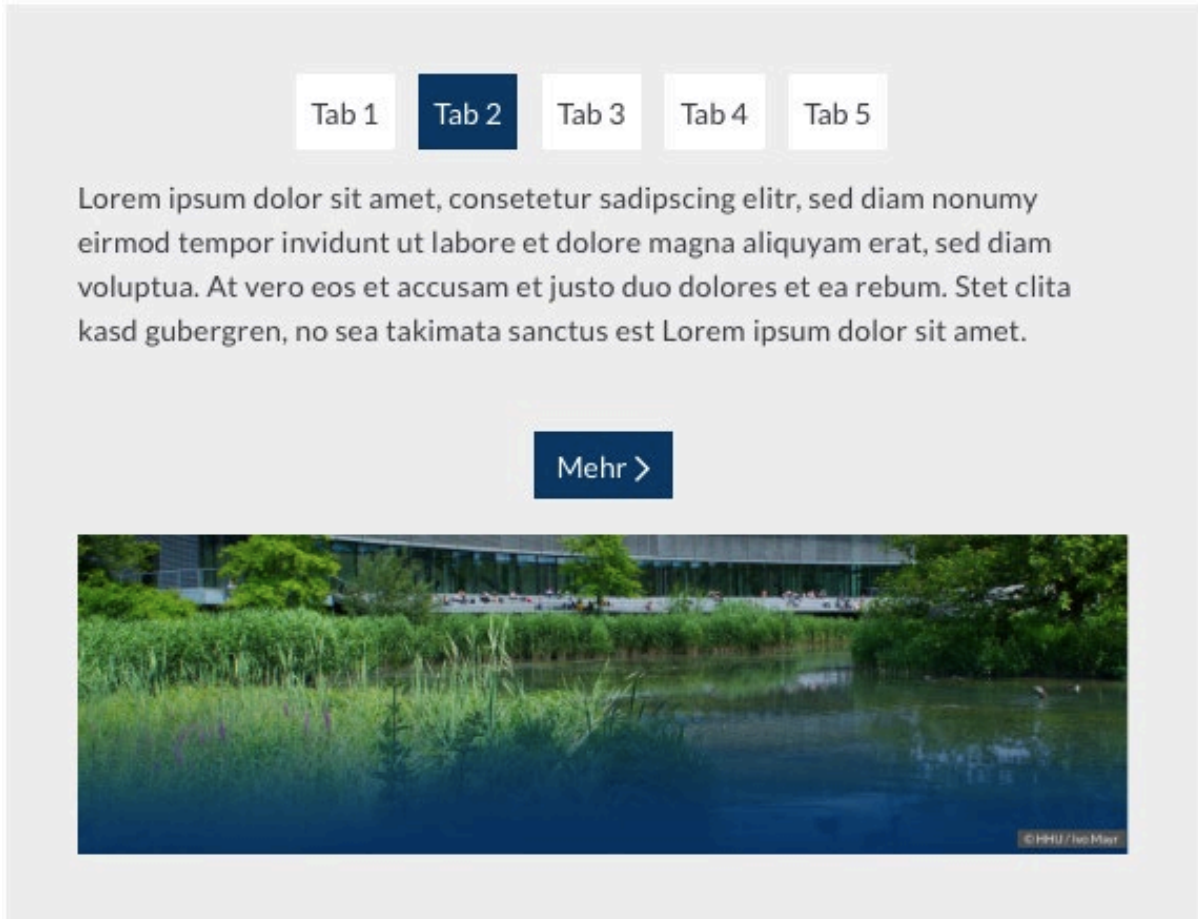 Tab 1 Tab 2 Tab 3 Tab 4 Tab 5
Lorem ipsum dolor sit amet, consetetur sadipscing elitr, sed diam nonumy
eirmod tempor invidunt ut labore et dolore magna aliquyam erat, sed diam
voluptua. At vero eos et accusam et justo duo dolores et ea rebum. Stet clita
kasd gubergren, no sea takimata sanctus est Lorem ipsum dolor sit amet.
Mehr
© HHU / Ivo Mayr